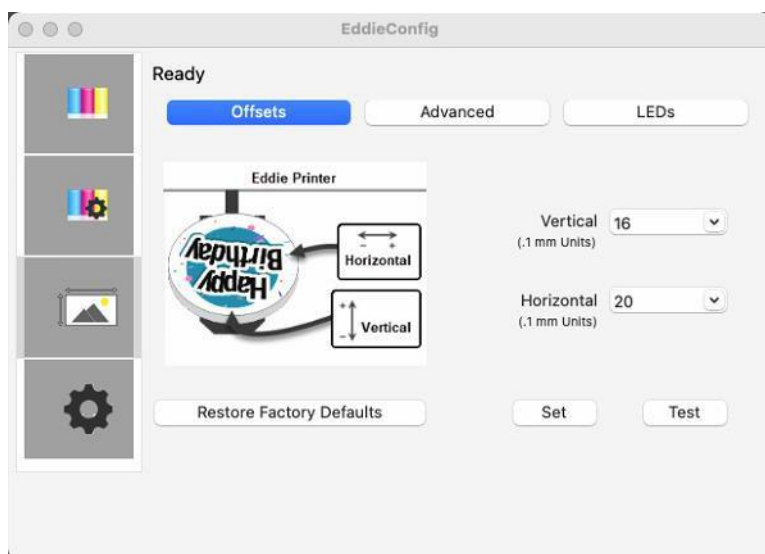 EddieConfig
Ready
Offsets
Advanced
LEDs
Eddie Printer
Happy
Birthday
- +
Horizontal
+
-
Vertical
Vertical 16
(.1 mm Units)
Horizontal 20
(.1 mm Units)
Restore Factory Defaults
Set
Test